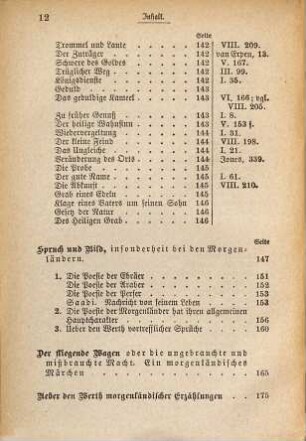 12 Inhalt.
Seite
Trommel und Laute . . . . 142 VIII. 209.
Der Zuträger . . . . 142 van Erpen, 13.
Schwere des Goldes . . . . 142 V. 167.
Trüglicher Weg . . . . 142 III. 99.
Königsdienste . . . . 142 I. 35.
Geduld . . . . 143
Das geduldige Kameel . . . . 143 VI. 166; vgl.
VIII. 205.
Zu früher Genuß . . . . 143 I. 8.
Der heilige Wahnsinn . . . . 143 V. 153 f.
Wiedervergeltung . . . . 143 I. 31.
Der kleine Feind . . . . 143 VIII. 198.
Das Ungleiche . . . . 144 I. 21.
Veränderung des Orts . . . . 144 Jones, 339.
Die Probe . . . . 144
Der gute Name . . . . 144 I. 61.
Die Abkunft . . . . 145 VIII. 210.
Grab eines Edeln . . . . 145
Klage eines Vaters um seinen Sohn 145
Gesetz der Natur . . . . 146
Des Heiligen Grab . . . . 146
Seite
Spruch und Bild, insonderheit bei den Morgen-
ländern. . . . . 147
1. Die Poesie der Ebräer . . . . 151
Die Poesie der Araber . . . . 152
Die Poesie der Perser . . . . 153
Saadi. Nachricht von seinem Leben . . . . 153
2. Die Poesie der Morgenländer hat ihren allgemeinen
Hauptcharakter . . . . 156
3. Ueber den Werth vortrefflicher Sprüche . . . . 160
Der fliegende Wagen oder die ungebrauchte und
mißbrauchte Macht. Ein morgenländisches
Märchen . . . . 165
Ueber den Werth morgenländischer Erzählungen . . . . 175